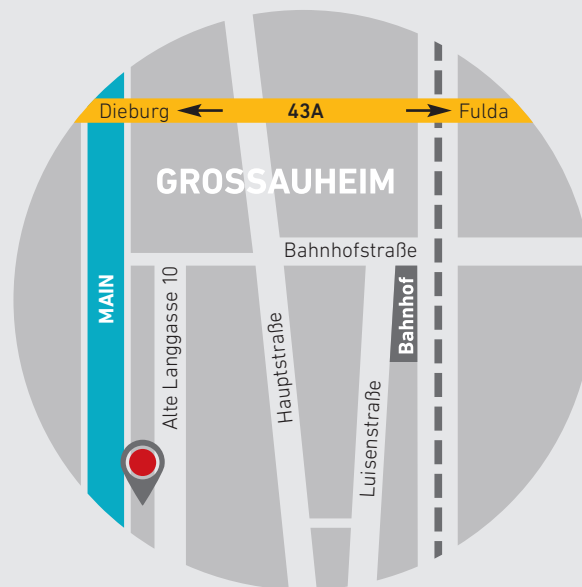 Dieburg
43A
Fulda
GROSSAUHEIM
Bahnhofstraße
MAIN
Alte Langgasse 10
Hauptstraße
Luisenstraße
Bahnhof